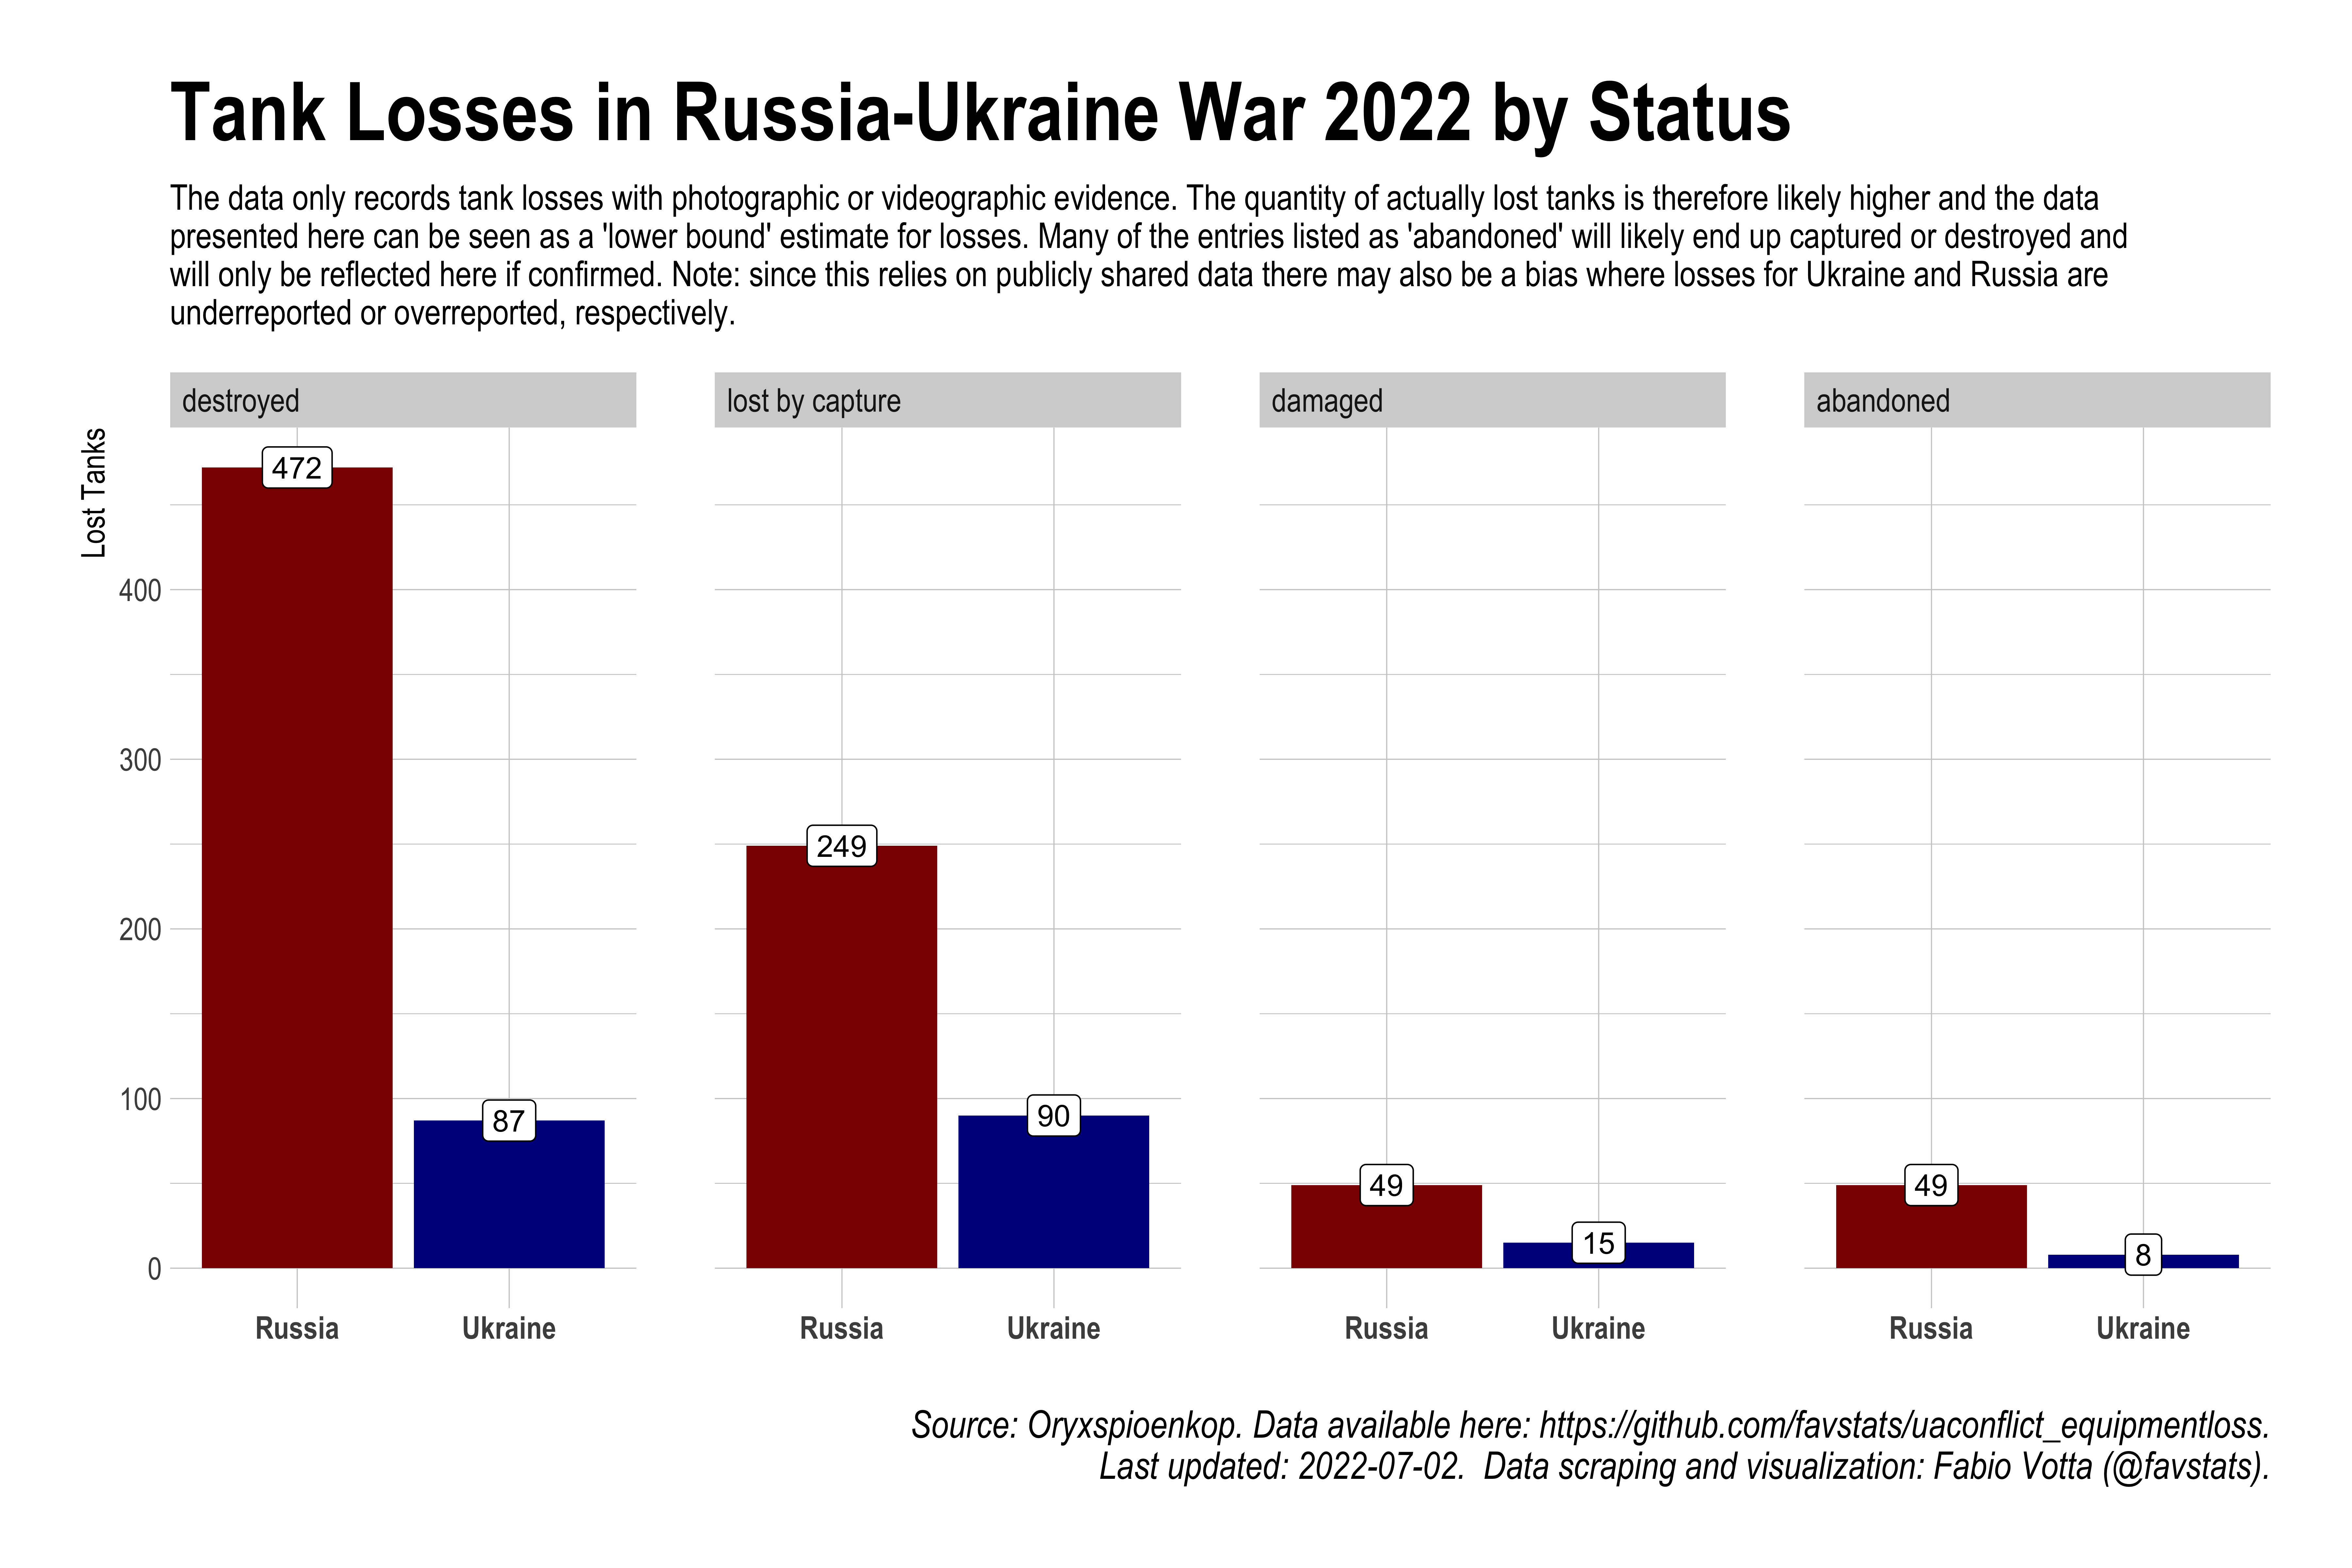 Tank Losses in Russia-Ukraine War 2022 by Status
The data only records tank losses with photographic or videographic evidence. The quantity of actually lost tanks is therefore likely higher and the data
presented here can be seen as a 'lower bound' estimate for losses. Many of the entries listed as 'abandoned' will likely end up captured or destroyed and
will only be reflected here if confirmed. Note: since this relies on publicly shared data there may also be a bias where losses for Ukraine and Russia are
underreported or overreported, respectively.
destroyed
lost by capture
damaged
abandoned
Lost Tanks
400
300
200
100
0
472
87
249
90
49
15
49
8
Russia
Ukraine
Russia
Ukraine
Russia
Ukraine
Russia
Ukraine
Source: Oryxspioenkop. Data available here: https://github.com/favstats/uaconflict_equipmentloss.
Last updated: 2022-07-02.  Data scraping and visualization: Fabio Votta (@favstats).